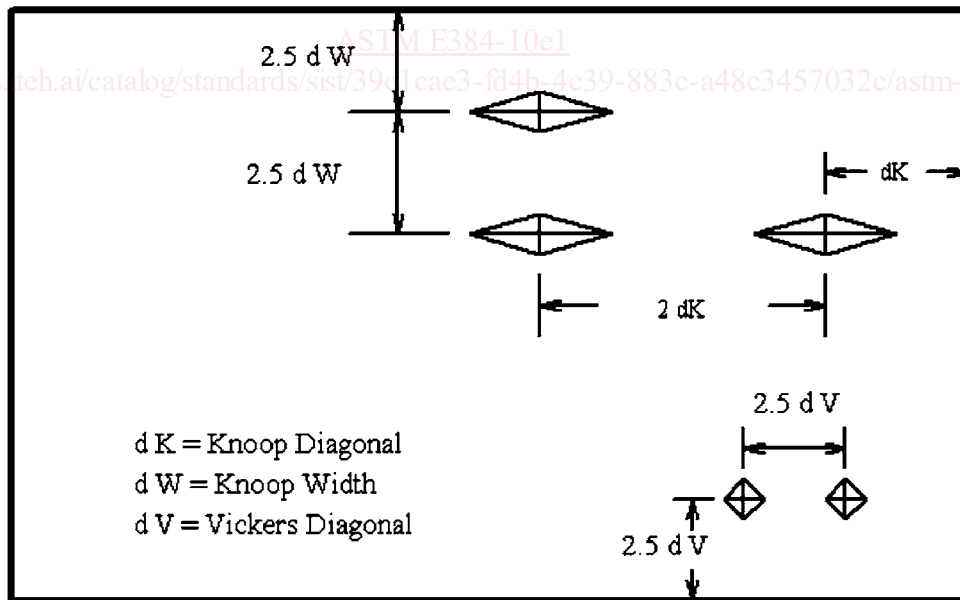 ASTM E384-10e1
2.5 d W
.iteh.ai/catalog/standards/sist/39e1cae3-fd4b-4c39-883c-a48c3457032c/astm-
2.5 d W
dK
2 dK
2.5 d V
d K = Knoop Diagonal
d W = Knoop Width
d V = Vickers Diagonal
2.5 d V